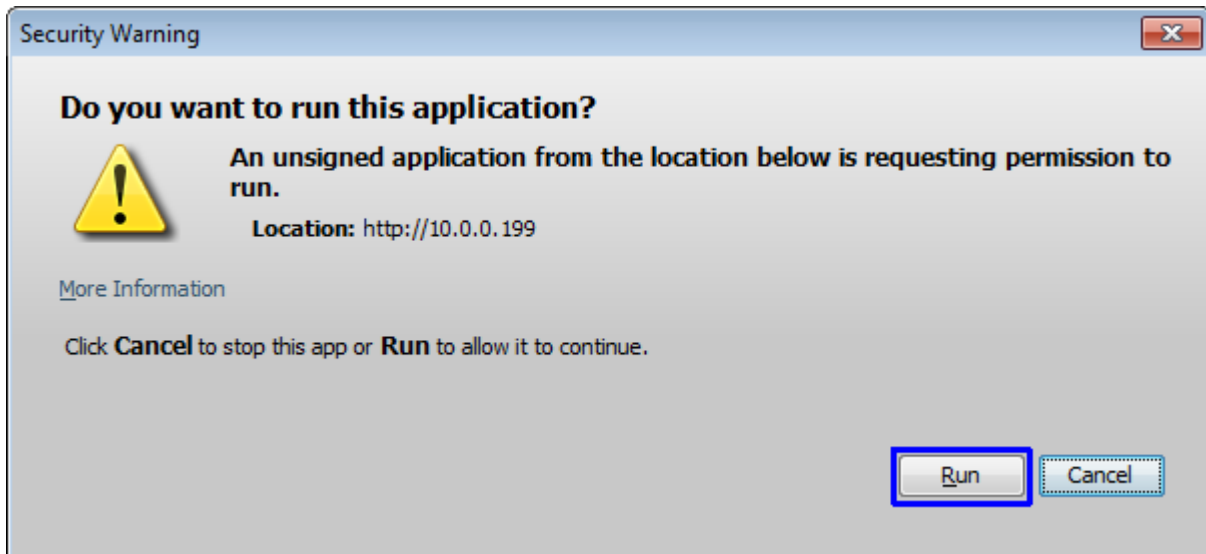 Security Warning
Do you want to run this application?
An unsigned application from the location below is requesting permission to
run.
Location: http://10.0.0.199
More Information
Click Cancel to stop this app or Run to allow it to continue.
Run Cancel